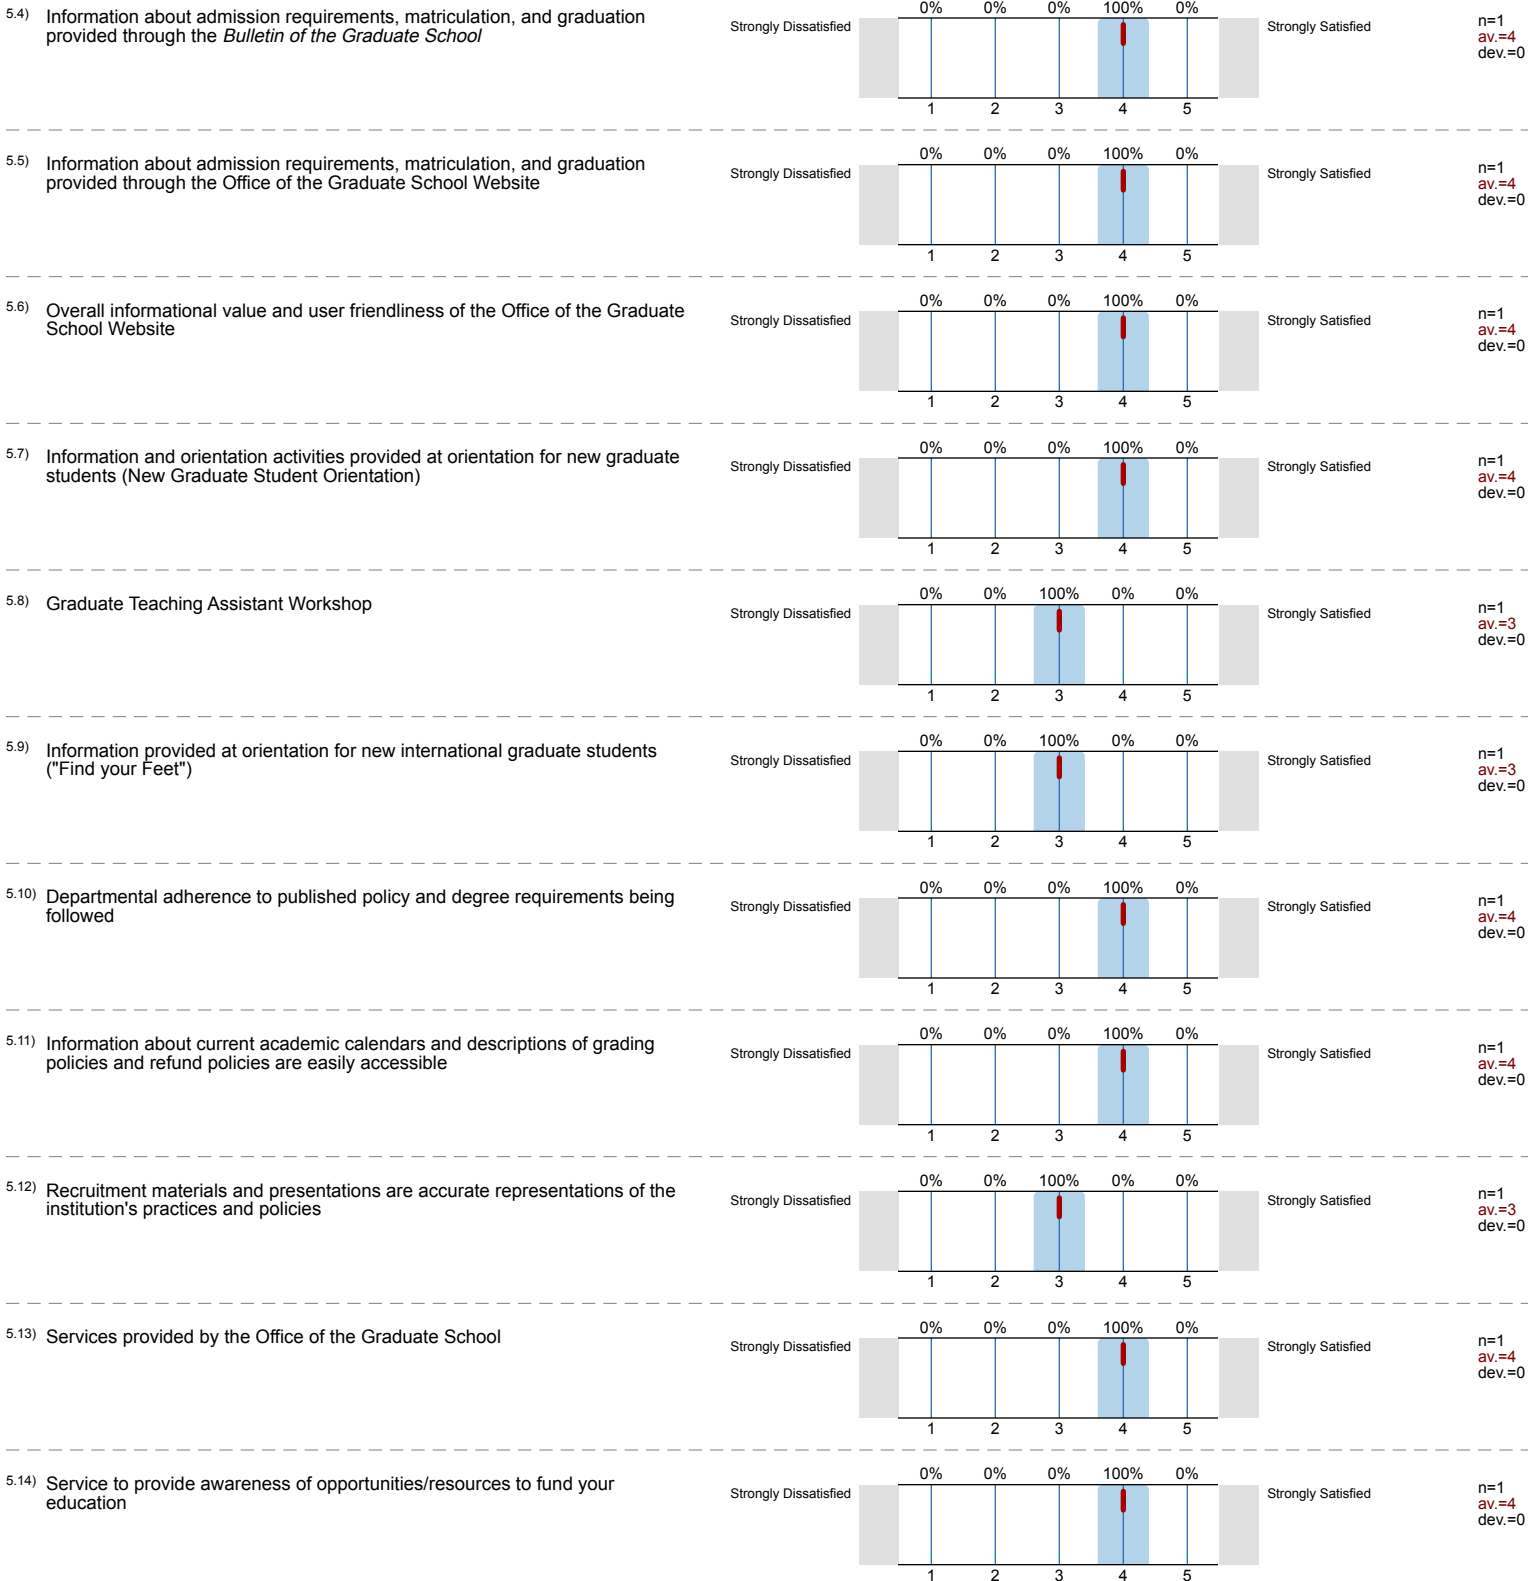 5.4) Information about admission requirements, matriculation, and graduation
provided through the Bulletin of the Graduate School
Strongly Dissatisfied
0% 0% 0% 100% 0%
1 2 3 4 5
Strongly Satisfied
n=1
av.=4
dev.=0
5.5) Information about admission requirements, matriculation, and graduation
provided through the Office of the Graduate School Website
Strongly Dissatisfied
0% 0% 0% 100% 0%
1 2 3 4 5
Strongly Satisfied
n=1
av.=4
dev.=0
5.6) Overall informational value and user friendliness of the Office of the Graduate
School Website
Strongly Dissatisfied
0% 0% 0% 100% 0%
1 2 3 4 5
Strongly Satisfied
n=1
av.=4
dev.=0
5.7) Information and orientation activities provided at orientation for new graduate
students (New Graduate Student Orientation)
Strongly Dissatisfied
0% 0% 0% 100% 0%
1 2 3 4 5
Strongly Satisfied
n=1
av.=4
dev.=0
5.8) Graduate Teaching Assistant Workshop
Strongly Dissatisfied
0% 0% 100% 0% 0%
1 2 3 4 5
Strongly Satisfied
n=1
av.=3
dev.=0
5.9) Information provided at orientation for new international graduate students
("Find your Feet")
Strongly Dissatisfied
0% 0% 100% 0% 0%
1 2 3 4 5
Strongly Satisfied
n=1
av.=3
dev.=0
5.10) Departmental adherence to published policy and degree requirements being
followed
Strongly Dissatisfied
0% 0% 0% 100% 0%
1 2 3 4 5
Strongly Satisfied
n=1
av.=4
dev.=0
5.11) Information about current academic calendars and descriptions of grading
policies and refund policies are easily accessible
Strongly Dissatisfied
0% 0% 0% 100% 0%
1 2 3 4 5
Strongly Satisfied
n=1
av.=4
dev.=0
5.12) Recruitment materials and presentations are accurate representations of the
institution's practices and policies
Strongly Dissatisfied
0% 0% 100% 0% 0%
1 2 3 4 5
Strongly Satisfied
n=1
av.=3
dev.=0
5.13) Services provided by the Office of the Graduate School
Strongly Dissatisfied
0% 0% 0% 100% 0%
1 2 3 4 5
Strongly Satisfied
n=1
av.=4
dev.=0
5.14) Service to provide awareness of opportunities/resources to fund your
education
Strongly Dissatisfied
0% 0% 0% 100% 0%
1 2 3 4 5
Strongly Satisfied
n=1
av.=4
dev.=0